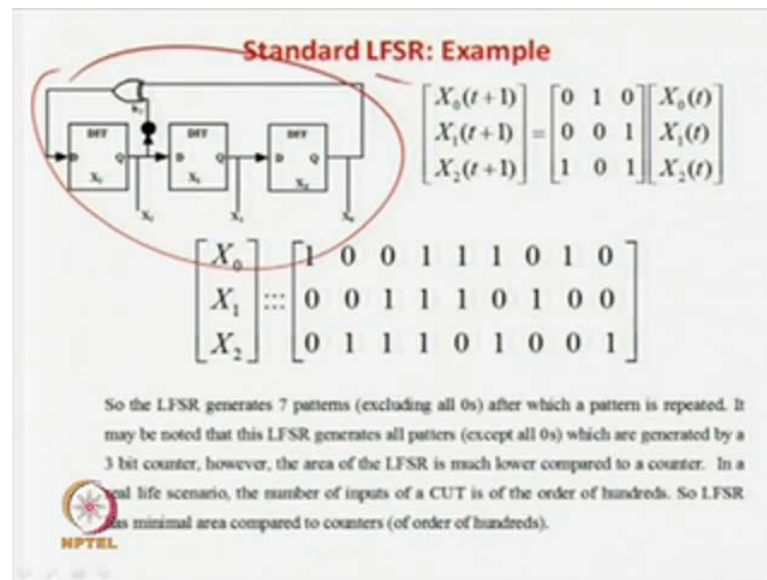 Standard LFSR: Example
DFF DFF DFF
D Q D Q D Q
X₂ X₁ X₀
[X₀(t+1)] [0 1 0] [X₀(t)]
[X₁(t+1)] = [0 0 1] [X₁(t)]
[X₂(t+1)] [1 0 1] [X₂(t)]
[X₀] [1 0 0 1 1 1 0 1 0]
[X₁] ::: [0 0 1 1 1 0 1 0 0]
[X₂] [0 1 1 1 0 1 0 0 1]
So the LFSR generates 7 patterns (excluding all 0s) after which a pattern is repeated. It
may be noted that this LFSR generates all patters (except all 0s) which are generated by a
3 bit counter, however, the area of the LFSR is much lower compared to a counter. In a
real life scenario, the number of inputs of a CUT is of the order of hundreds. So LFSR
has minimal area compared to counters (of order of hundreds).
NPTEL